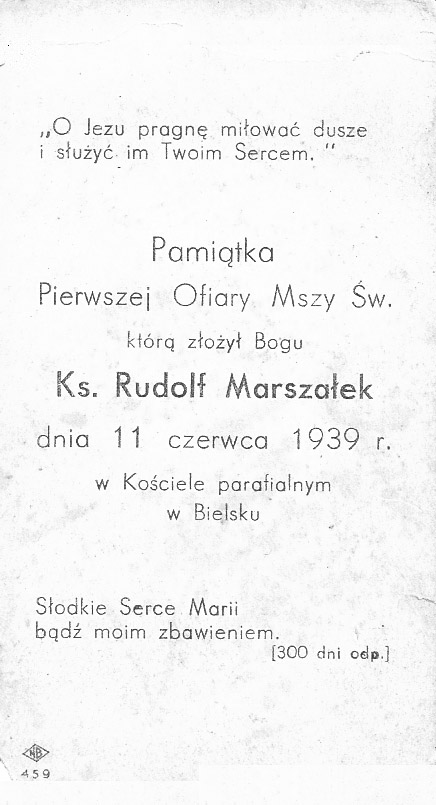 „O Jezu pragnę miłować dusze
i służyć im Twoim Sercem."
Pamiątka
Pierwszej Ofiary Mszy Św.
którą złożył Bogu
Ks. Rudolf Marszałek
dnia 11 czerwca 1939 r.
w Kościele parafialnym
w Bielsku
Słodkie Serce Marii
bądź moim zbawieniem.
[300 dni odp.]
NB
459